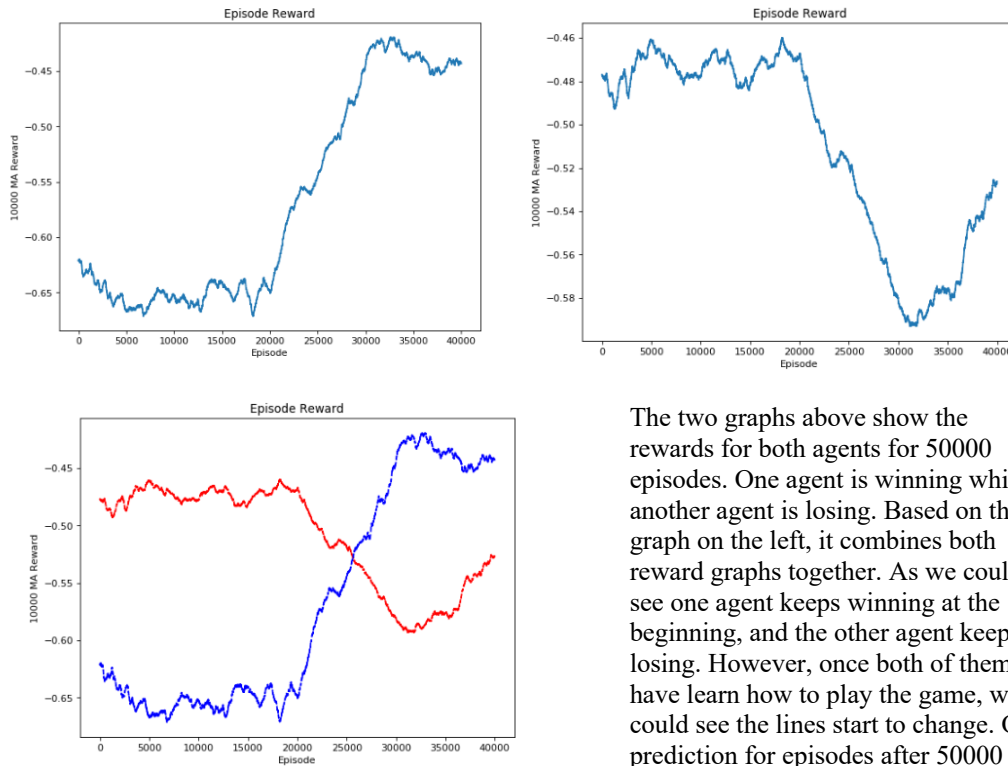 Episode Reward
−0.45
−0.50
−0.55
−0.60
−0.65
10000 MA Reward
0 5000 10000 15000 20000 25000 30000 35000 40000
Episode
Episode Reward
−0.46
−0.48
−0.50
−0.52
−0.54
−0.56
−0.58
10000 MA Reward
0 5000 10000 15000 20000 25000 30000 35000
Episode
Episode Reward
−0.45
−0.50
−0.55
−0.60
−0.65
10000 MA Reward
0 5000 10000 15000 20000 25000 30000 35000 40000
Episode
The two graphs above show the
rewards for both agents for 50000
episodes. One agent is winning
another agent is losing. Based on
graph on the left, it combines both
reward graphs together. As we
see one agent keeps winning at the
beginning, and the other agent
losing. However, once both of them
have learn how to play the game,
could see the lines start to change.
prediction for episodes after 50000